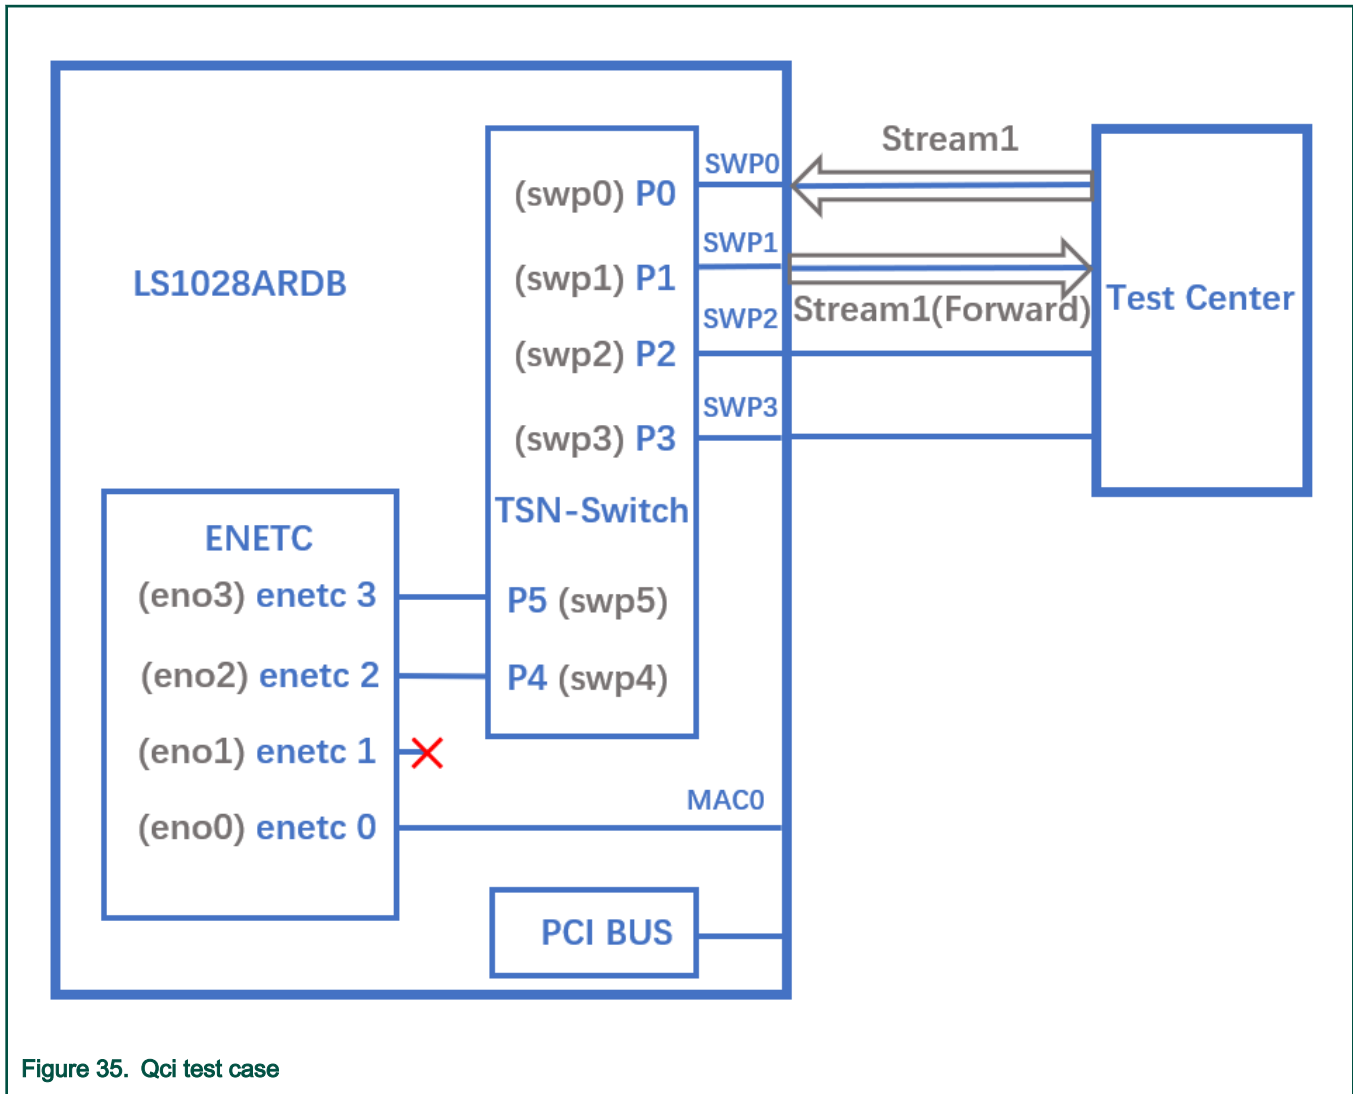 Stream1
SWP0
(swp0) P0
SWP1
(swp1) P1
LS1028ARDB
Test Center
Stream1(Forward)
SWP2
(swp2) P2
SWP3
(swp3) P3
TSN-Switch
ENETC
(eno3) enetc 3
P5 (swp5)
(eno2) enetc 2
P4 (swp4)
(eno1) enetc 1
MAC0
(eno0) enetc 0
PCI BUS
Figure 35. Qci test case